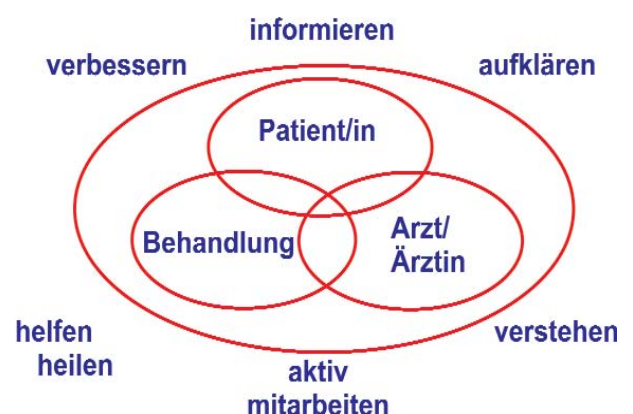 informieren
verbessern
aufklären
Patient/in
Behandlung
Arzt/
Ärztin
helfen
heilen
verstehen
aktiv
mitarbeiten